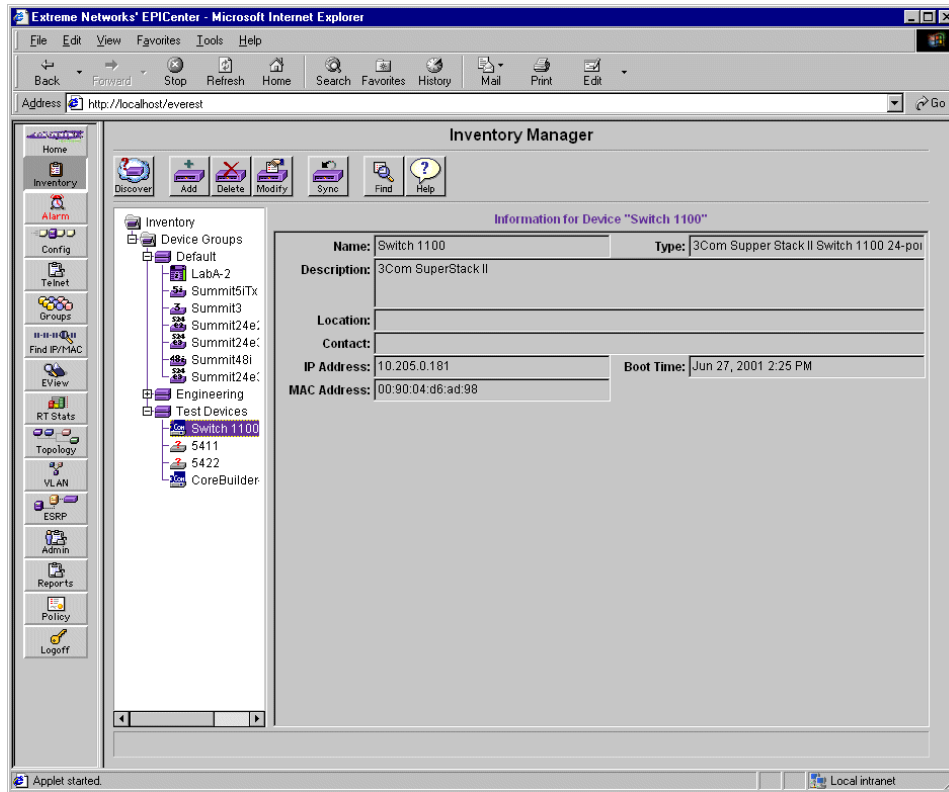 Extreme Networks' EPICenter - Microsoft Internet Explorer
File Edit View Favorites Tools Help
Back Forward Stop Refresh Home Search Favorites History Mail Print Edit
Address http://localhost/everest Go
Inventory Manager
Home
Inventory
Alarm
Config
Telnet
Groups
Find IP/MAC
EView
RT Stats
Topology
VLAN
ESRP
Admin
Reports
Policy
Logoff
Discover Add Delete Modify Sync Find Help
Inventory
Device Groups
Default
LabA-2
Summit5iTx
Summit3
Summit24e2
Summit24e
Summit48i
Summit24e
Engineering
Test Devices
Switch 1100
5411
5422
CoreBuilder
Information for Device "Switch 1100"
Name: Switch 1100 Type: 3Com Supper Stack II Switch 1100 24-por
Description: 3Com SuperStack II
Location:
Contact:
IP Address: 10.205.0.181 Boot Time: Jun 27, 2001 2:25 PM
MAC Address: 00:90:04:d6:ad:98
Applet started. Local intranet